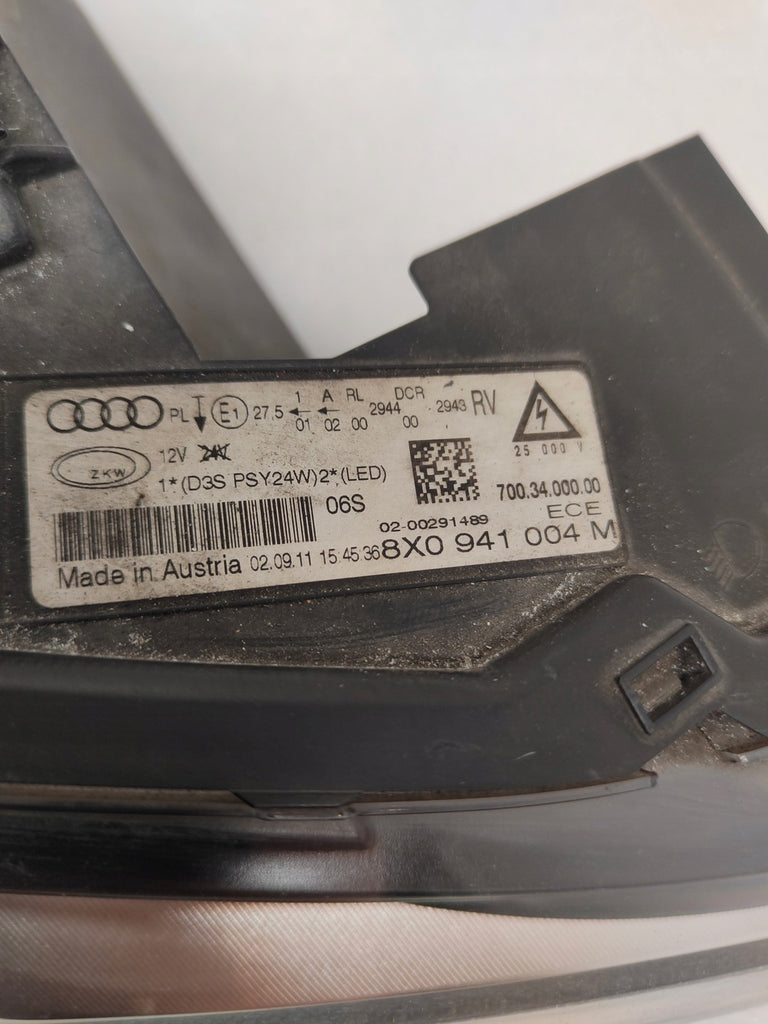 PL E1 27.5 1 01 A 02 RL 00 2944 DCR 00 2943 RV
ZKW 12V 24V
25 000 V
1*(D3S PSY24W)2*(LED)
06S
700.34.000.00
02-00291489 ECE
Made in Austria 02.09.11 15:45:36 8X0 941 004 M